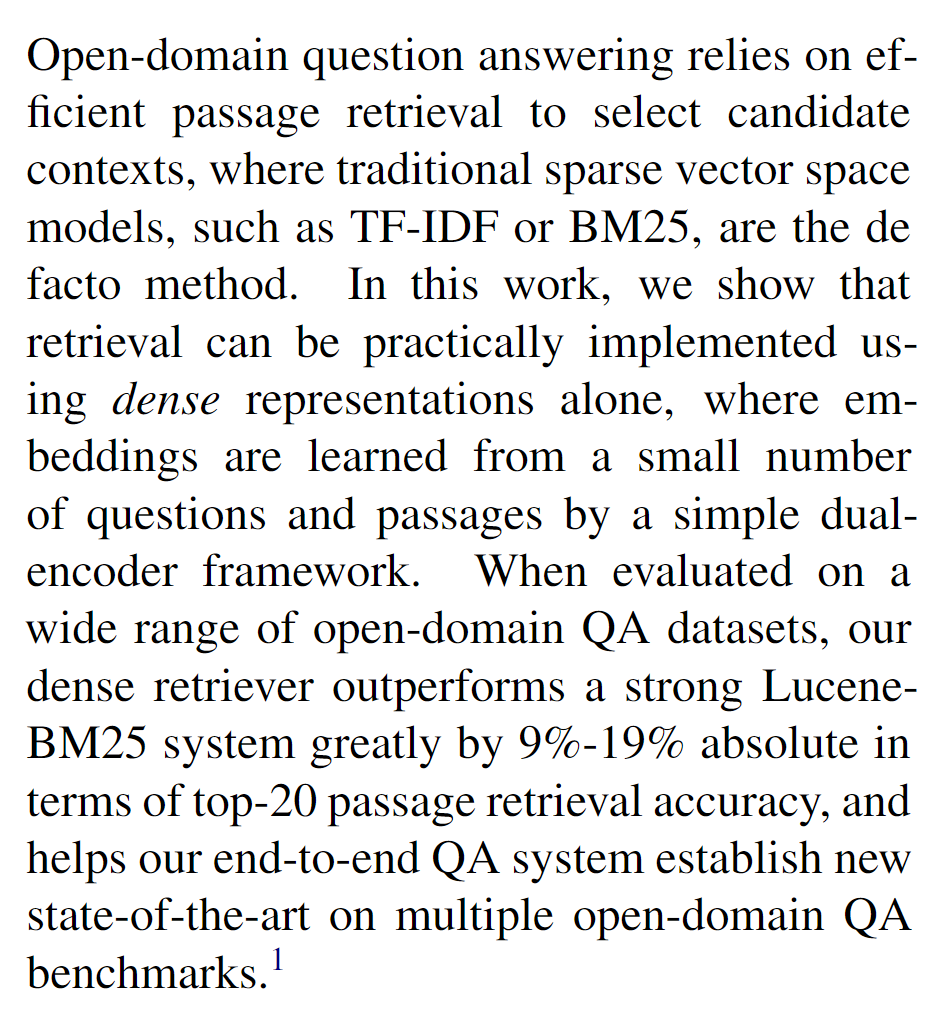 Open-domain question answering relies on ef-
ficient passage retrieval to select candidate
contexts, where traditional sparse vector space
models, such as TF-IDF or BM25, are the de
facto method. In this work, we show that
retrieval can be practically implemented us-
ing dense representations alone, where em-
beddings are learned from a small number
of questions and passages by a simple dual-
encoder framework. When evaluated on a
wide range of open-domain QA datasets, our
dense retriever outperforms a strong Lucene-
BM25 system greatly by 9%-19% absolute in
terms of top-20 passage retrieval accuracy, and
helps our end-to-end QA system establish new
state-of-the-art on multiple open-domain QA
benchmarks.¹